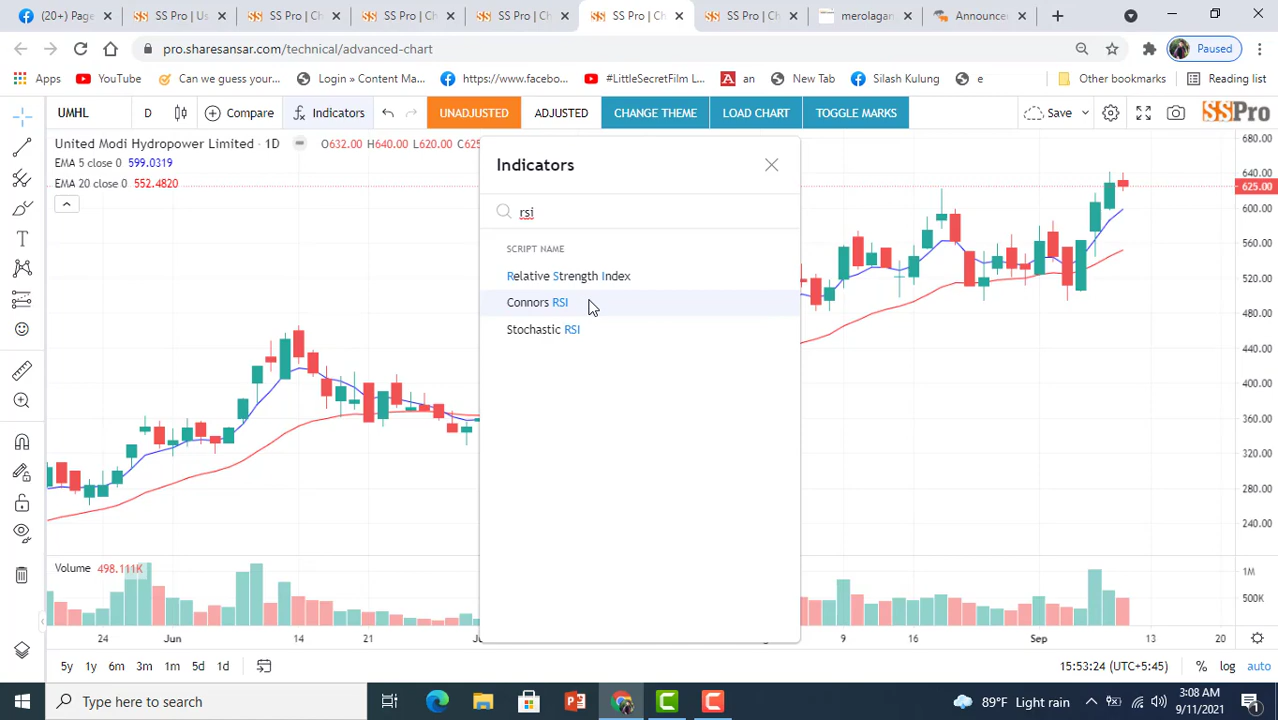 (20+) Page
SS Pro | Us
SS Pro | Ch
SS Pro | Ch
SS Pro | Ch
SS Pro | Ch
SS Pro | Ch
merolagan
Announce
pro.sharesansar.com/technical/advanced-chart
Paused
Apps
YouTube
Can we guess your...
Login ‹ Content Ma...
https://www.facebo...
#LittleSecretFilm L...
an
New Tab
Silash Kulung
e
Other bookmarks
Reading list
UMHL
D
Compare
Indicators
UNADJUSTED
ADJUSTED
CHANGE THEME
LOAD CHART
TOGGLE MARKS
Save
SSPro
United Modi Hydropower Limited · 1D
O632.00 H640.00 L620.00 C625
EMA 5 close 0 599.0319
EMA 20 close 0 552.4820
Indicators
rsi
SCRIPT NAME
Relative Strength Index
Connors RSI
Stochastic RSI
680.00
640.00
625.00
600.00
560.00
520.00
480.00
440.00
400.00
360.00
320.00
280.00
240.00
Volume 498.111K
1M
500K
24
Jun
14
21
9
16
Sep
13
20
5y
1y
6m
3m
1m
5d
1d
15:53:24 (UTC+5:45)
%
log
auto
Type here to search
89°F Light rain
3:08 AM
9/11/2021